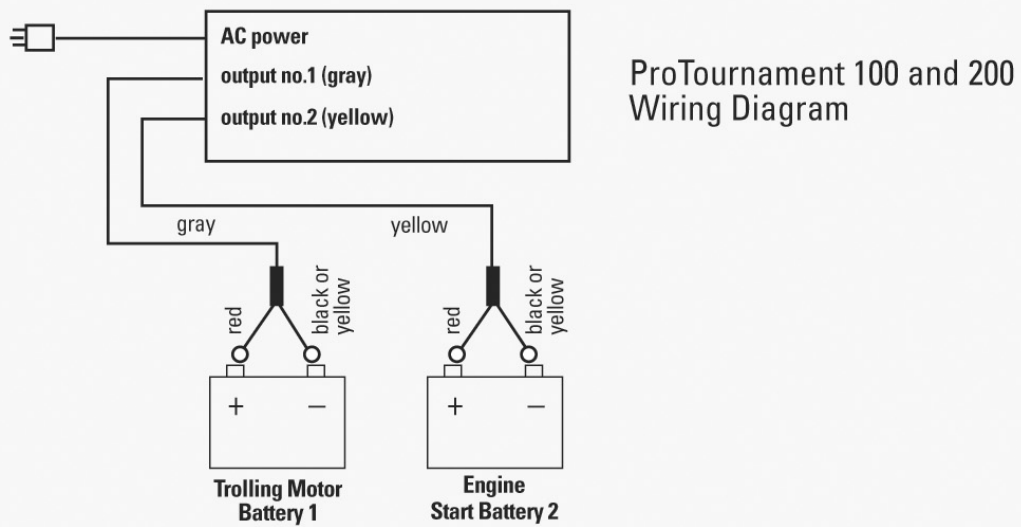 AC power
output no.1 (gray)
output no.2 (yellow)
ProTournament 100 and 200
Wiring Diagram
gray
yellow
red
black or
yellow
red
black or
yellow
+
–
+
–
Trolling Motor
Battery 1
Engine
Start Battery 2